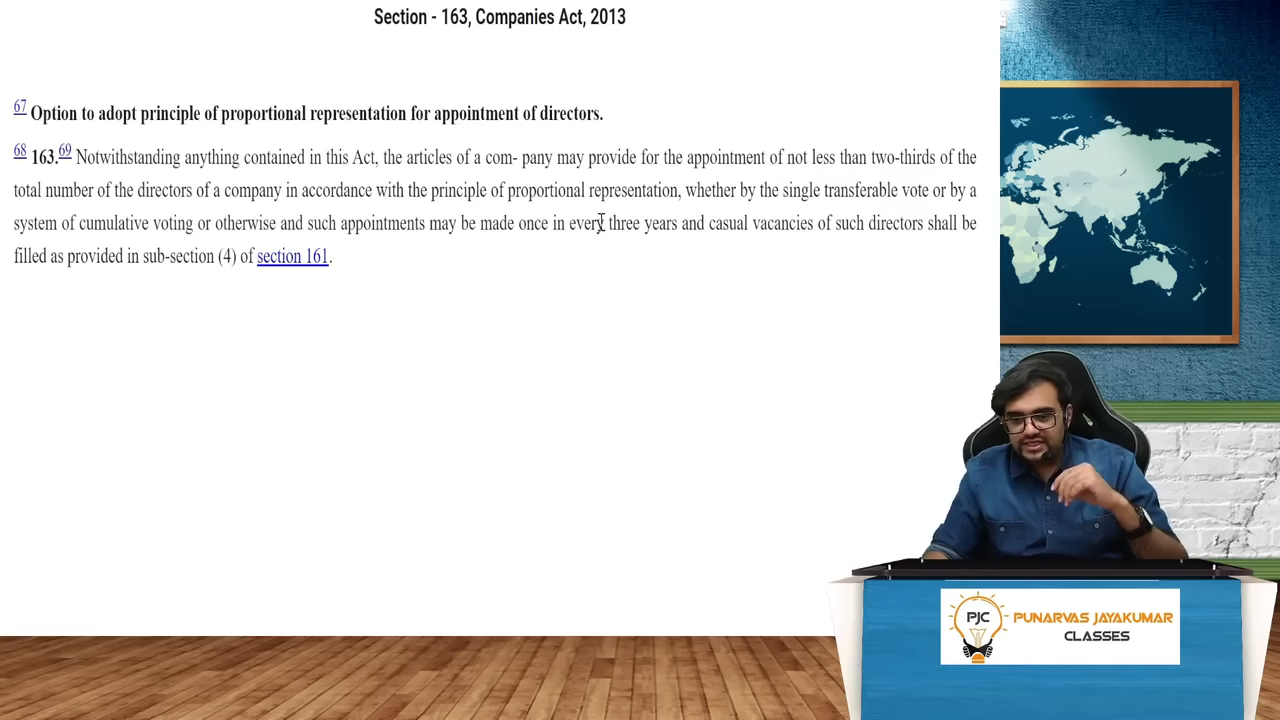 Section - 163, Companies Act, 2013
67 Option to adopt principle of proportional representation for appointment of directors.
68 163.69 Notwithstanding anything contained in this Act, the articles of a com- pany may provide for the appointment of not less than two-thirds of the
total number of the directors of a company in accordance with the principle of proportional representation, whether by the single transferable vote or by a
system of cumulative voting or otherwise and such appointments may be made once in every three years and casual vacancies of such directors shall be
filled as provided in sub-section (4) of section 161.
PJC
PUNARVAS JAYAKUMAR
CLASSES